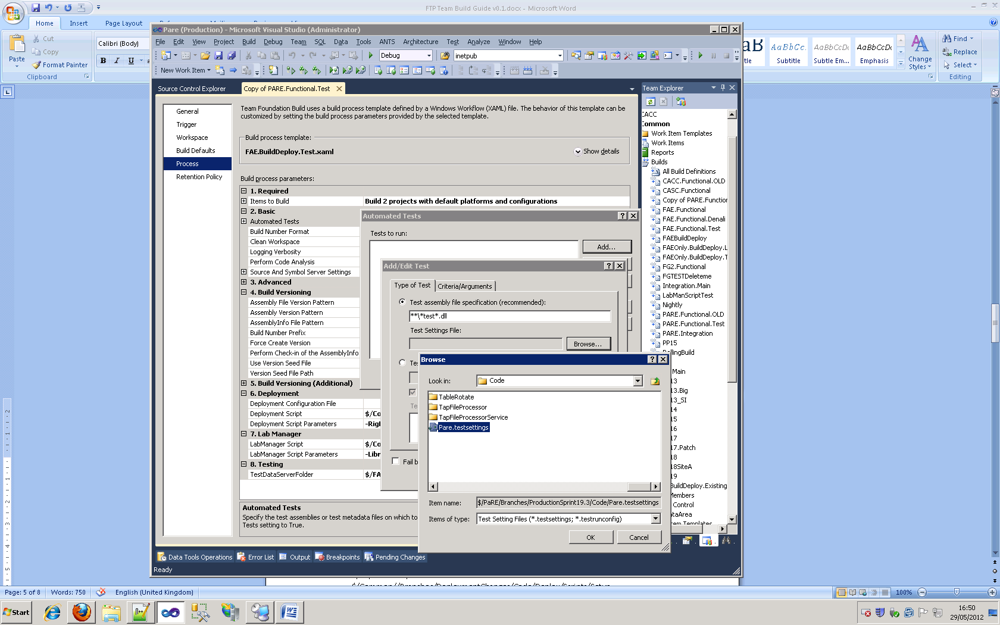 FTP Team Build Guide v0.1.docx - Microsoft Word
Home
Insert
Page Layout
Cut
Copy
Format Painter
Paste
Clipboard
Calibri (Body)
B I U
Pare (Production) - Microsoft Visual Studio (Administrator)
File Edit View Project Build Debug Team SQL Data Tools ANTS Architecture Test Analyze Window Help
Debug
inetpub
New Work Item
Subtitle
Subtle Em...
Emphasis
Change Styles
Find
Replace
Select
Editing
Source Control Explorer
Copy of PARE.Functional.Test
General
Trigger
Workspace
Build Defaults
Process
Retention Policy
Team Foundation Build uses a build process template defined by a Windows Workflow (XAML) file. The behavior of this template can be
customized by setting the build process parameters provided by the selected template.
Build process template:
FAE.BuildDeploy.Test.xaml
Show details
Build process parameters:
1. Required
Items to Build
Build 2 projects with default platforms and configurations
2. Basic
Automated Tests
Build Number Format
Clean Workspace
Logging Verbosity
Perform Code Analysis
Source And Symbol Server Settings
3. Advanced
4. Build Versioning
Assembly File Version Pattern
Assembly Version Pattern
AssemblyInfo File Pattern
Build Number Prefix
Force Create Version
Perform Check-in of the AssemblyInfo
Use Version Seed File
Version Seed File Path
5. Build Versioning (Additional)
6. Deployment
Deployment Configuration File
Deployment Script
$/Co
Deployment Script Parameters
-Righ
7. Lab Manager
LabManager Script
$/Co
LabManager Script Parameters
-Libr
8. Testing
TestDataServerFolder
$/FA
Automated Tests
Specify the test assemblies or test metadata files on which to
Tests setting to True.
Automated Tests
Tests to run:
Add...
Add/Edit Test
Type of Test
Criteria/Arguments
Test assembly file specification (recommended):
**\*test*.dll
Test Settings File:
Browse...
Tes
Te
Fail b
Browse
Look in:
Code
TableRotate
TapFileProcessor
TapFileProcessorService
Pare.testsettings
Item name:
$/PaRE/Branches/ProductionSprint19.3/Code/Pare.testsettings
Items of type:
Test Setting Files (*.testsettings; *.testrunconfig)
OK
Cancel
Team Explorer
CACC
Common
Work Item Templates
Work Items
Reports
Builds
All Build Definitions
CACC.Functional.OLD
CASC.Functional
Copy of PARE.Function
FAE.Functional
FAE.Functional.Denali
FAE.Functional.Test
FAEBuildDeploy
FAEOnly.BuildDeploy.L
FAEOnly.BuildDeploy.T
FG2.Functional
FGTESTDeleteme
Integration.Main
LabManScriptTest
Nightly
PARE.Functional.OLD
PARE.Functional.Test
PARE.Integration
PP15
RollingBuild
Main
13
13.Big
13_SI
14
15
16
17
17.Patch
18
18SiteA
19
BuildDeploy.Existing
Members
Control
ataArea
Data Tools Operations
Error List
Output
Breakpoints
Pending Changes
Ready
Page: 5 of 8
Words: 750
English (United Kingdom)
100%
Start
16:50
29/05/2012